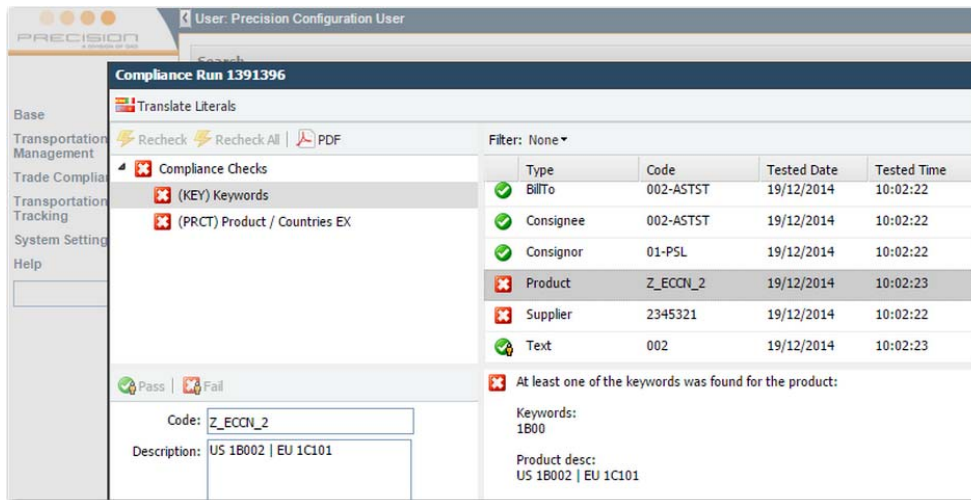 PRECISION
User: Precision Configuration User
Search
Compliance Run 1391396
Translate Literals
Base
Transportation
Management
Trade Complia
Transportation
Tracking
System Setting
Help
Recheck Recheck All PDF
Compliance Checks
(KEY) Keywords
(PRCT) Product / Countries EX
Filter: None
Type Code Tested Date Tested Time
BillTo 002-ASTST 19/12/2014 10:02:22
Consignee 002-ASTST 19/12/2014 10:02:22
Consignor 01-PSL 19/12/2014 10:02:22
Product Z_ECCN_2 19/12/2014 10:02:23
Supplier 2345321 19/12/2014 10:02:22
Text 002 19/12/2014 10:02:23
Pass Fail
Code: Z_ECCN_2
Description: US 1B002 | EU 1C101
At least one of the keywords was found for the product:
Keywords:
1B00
Product desc:
US 1B002 | EU 1C101